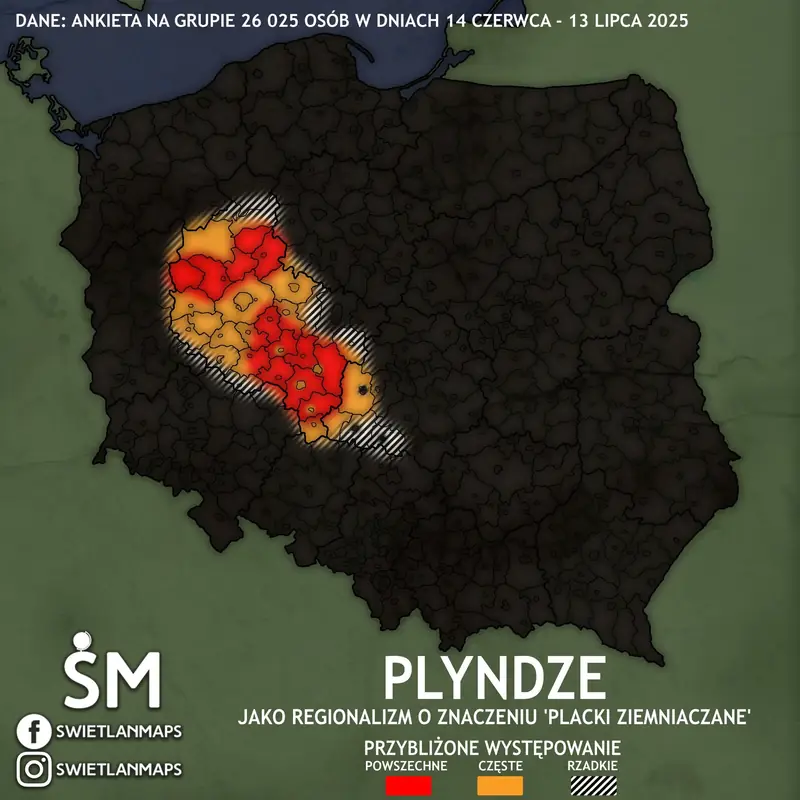 DANE: ANKIETA NA GRUPIE 26 025 OSÓB W DNIACH 14 CZERWCA - 13 LIPCA 2025
ŚM
SWIETLANMAPS
SWIETLANMAPS
PLYNDZE
JAKO REGIONALIZM O ZNACZENIU 'PLACKI ZIEMNIACZANE'
PRZYBLIŻONE WYSTĘPOWANIE
POWSZECHNE CZĘSTE RZADKIE